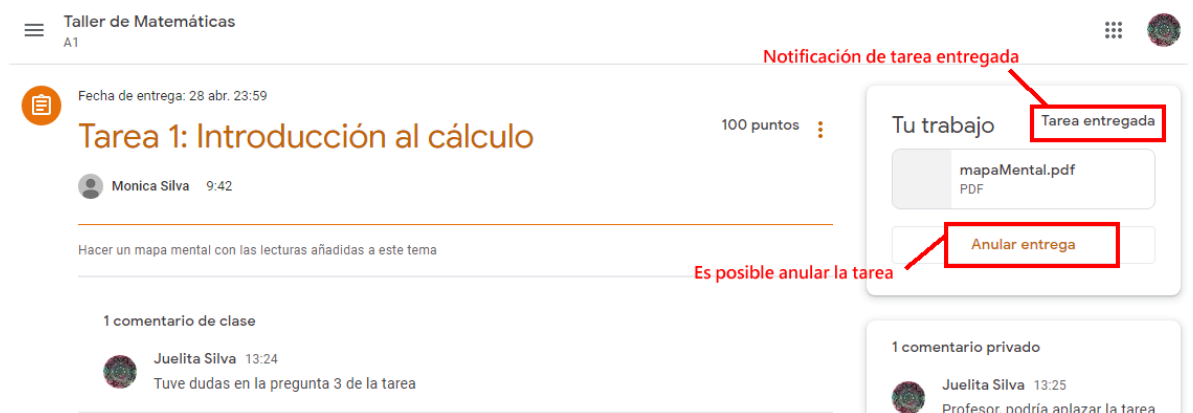 Taller de Matemáticas
A1
Notificación de tarea entregada
Fecha de entrega: 28 abr. 23:59
Tarea 1: Introducción al cálculo
100 puntos
Monica Silva 9:42
Hacer un mapa mental con las lecturas añadidas a este tema
1 comentario de clase
Juelita Silva 13:24
Tuve dudas en la pregunta 3 de la tarea
Tu trabajo
Tarea entregada
mapaMental.pdf
PDF
Anular entrega
Es posible anular la tarea
1 comentario privado
Juelita Silva 13:25
Profesor, podría aplazar la tarea